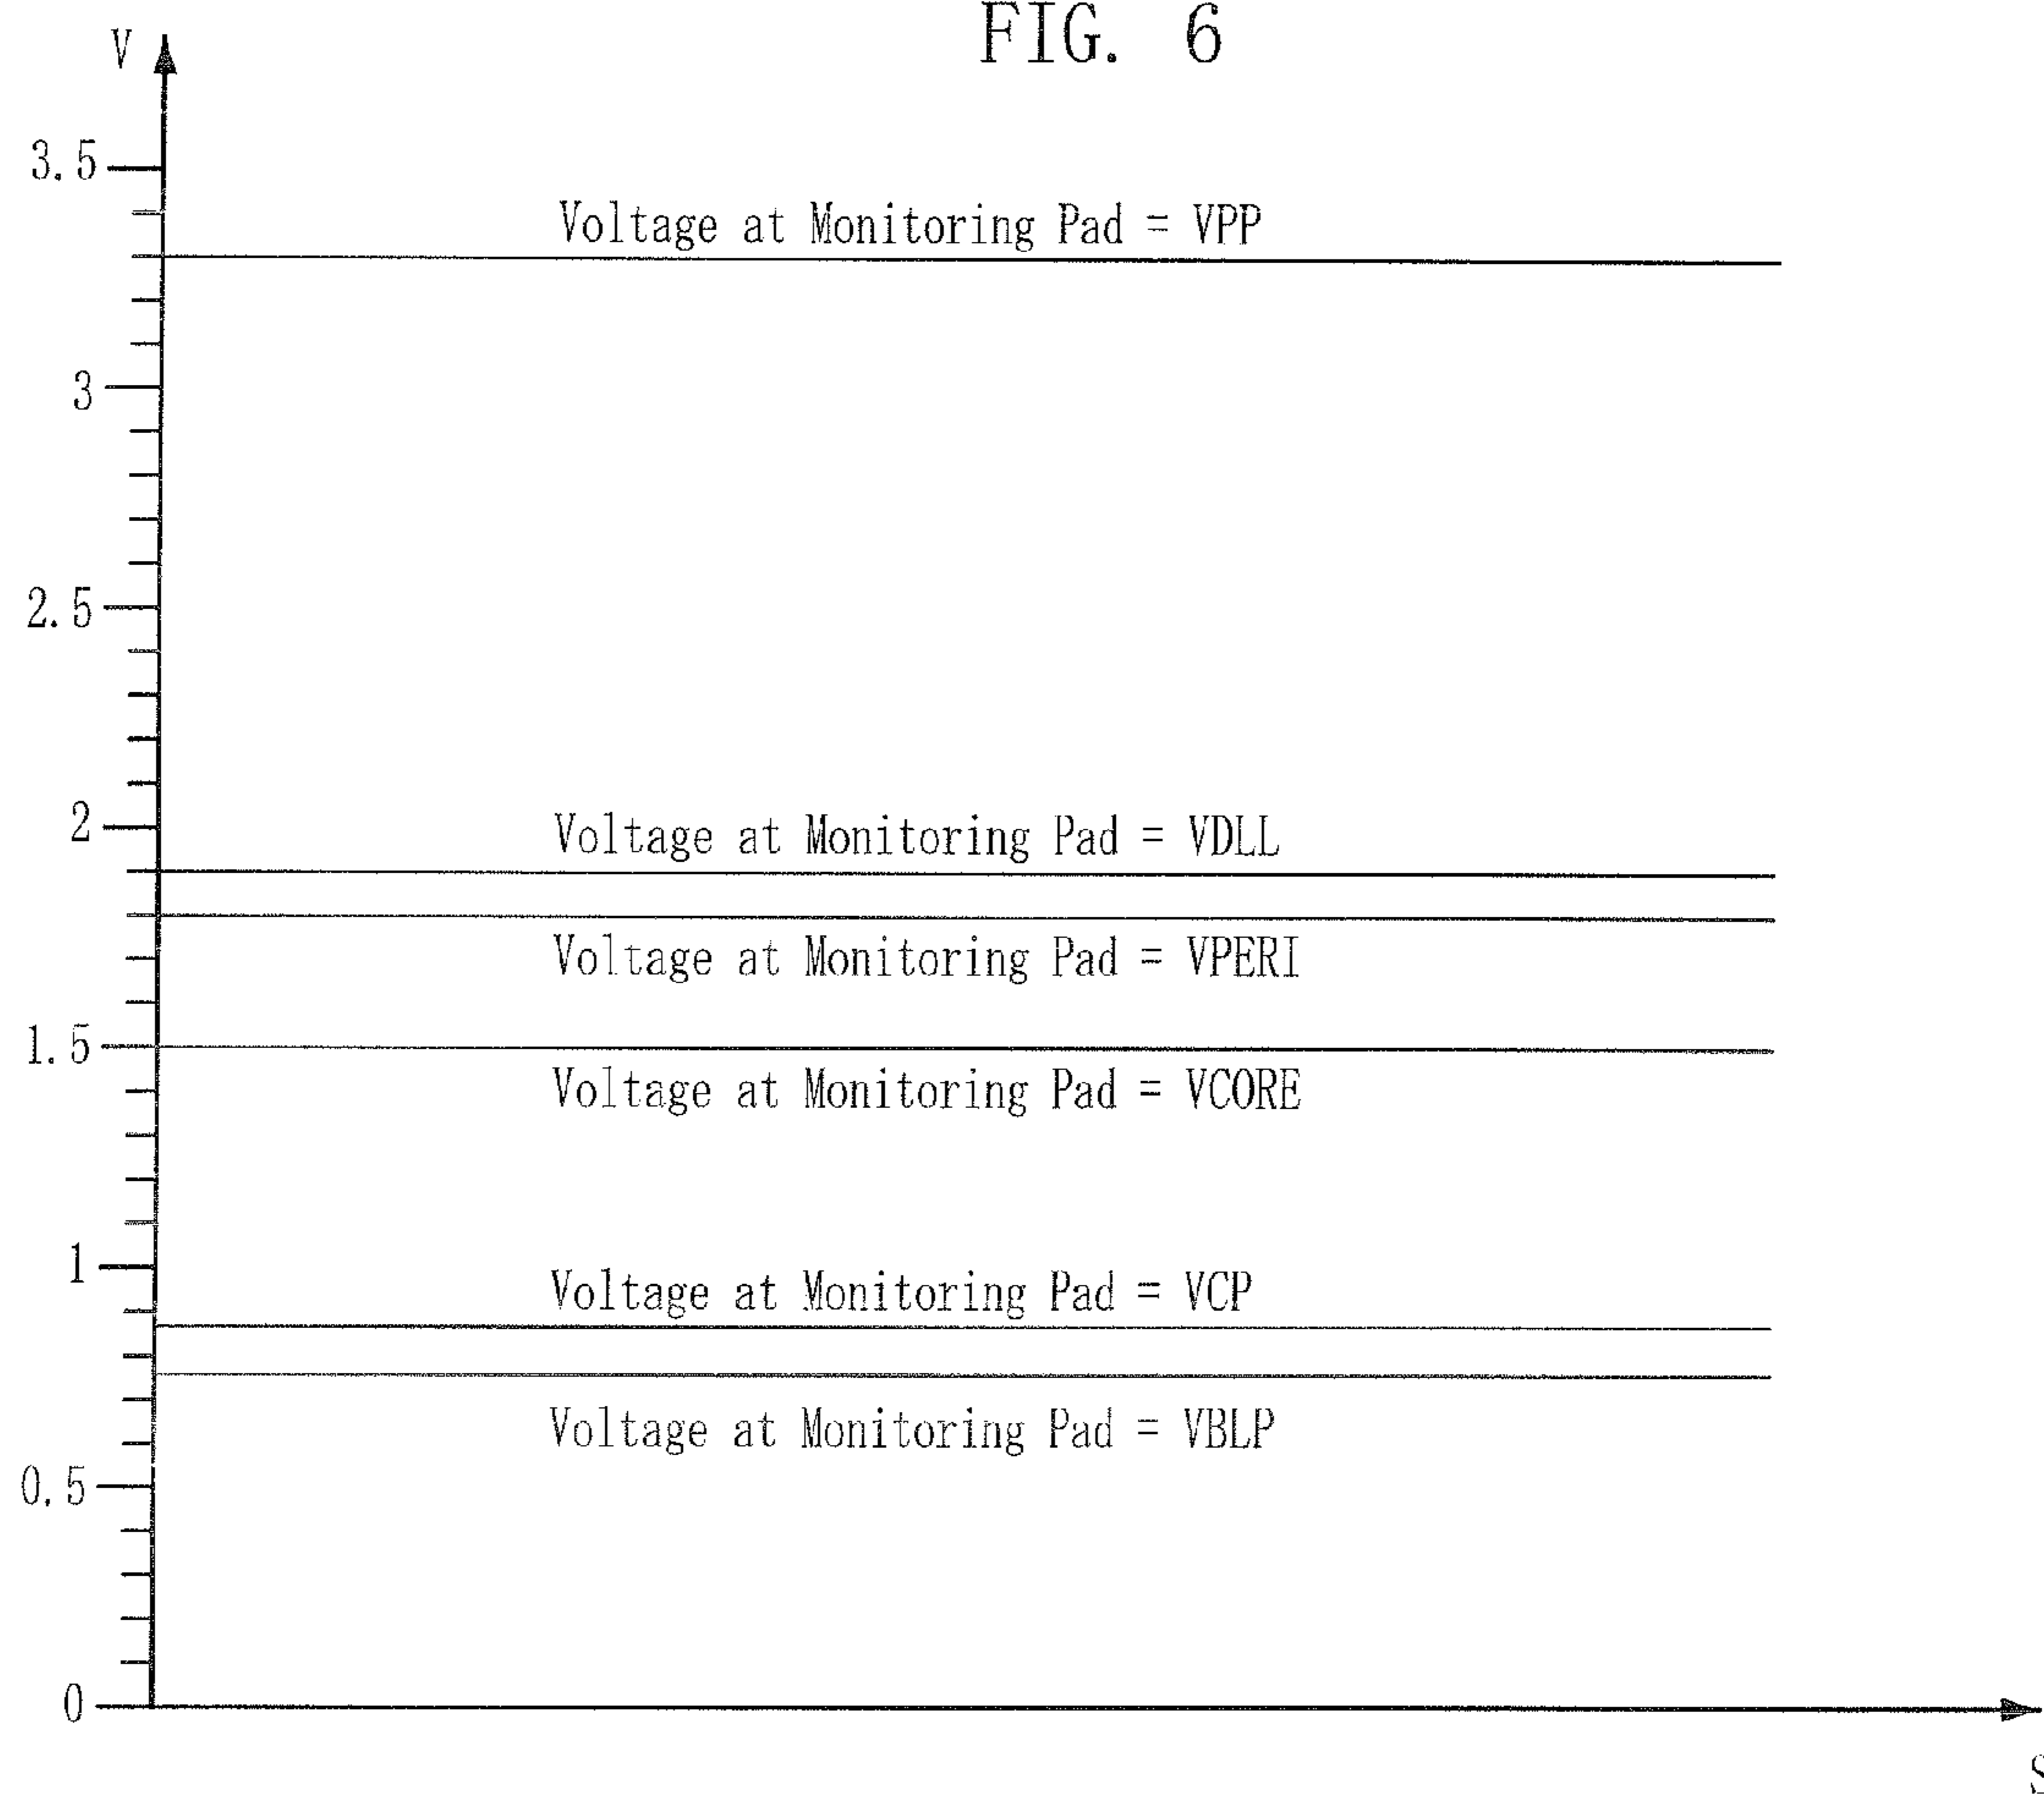 FIG. 6
V
3.5
Voltage at Monitoring Pad = VPP
3
2.5
2
Voltage at Monitoring Pad = VDLL
Voltage at Monitoring Pad = VPERI
1.5
Voltage at Monitoring Pad = VCORE
1
Voltage at Monitoring Pad = VCP
Voltage at Monitoring Pad = VBLP
0.5
0
S